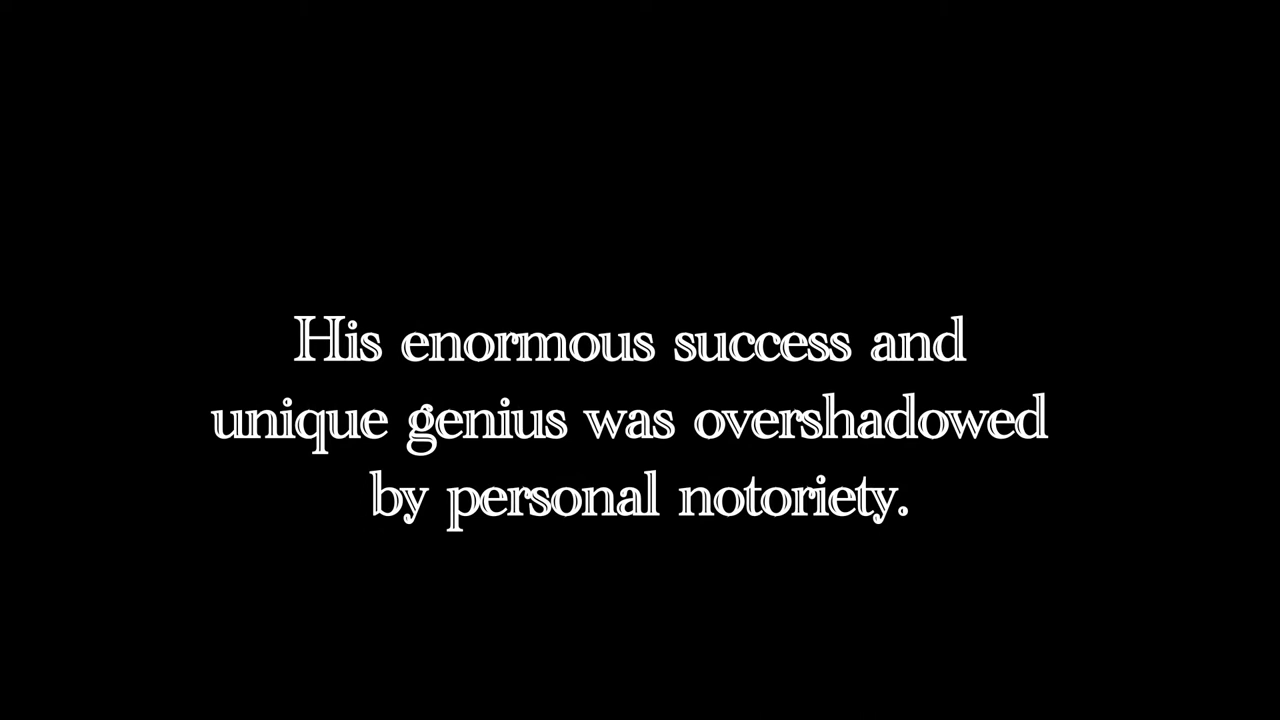 His enormous success and
unique genius was overshadowed
by personal notoriety.